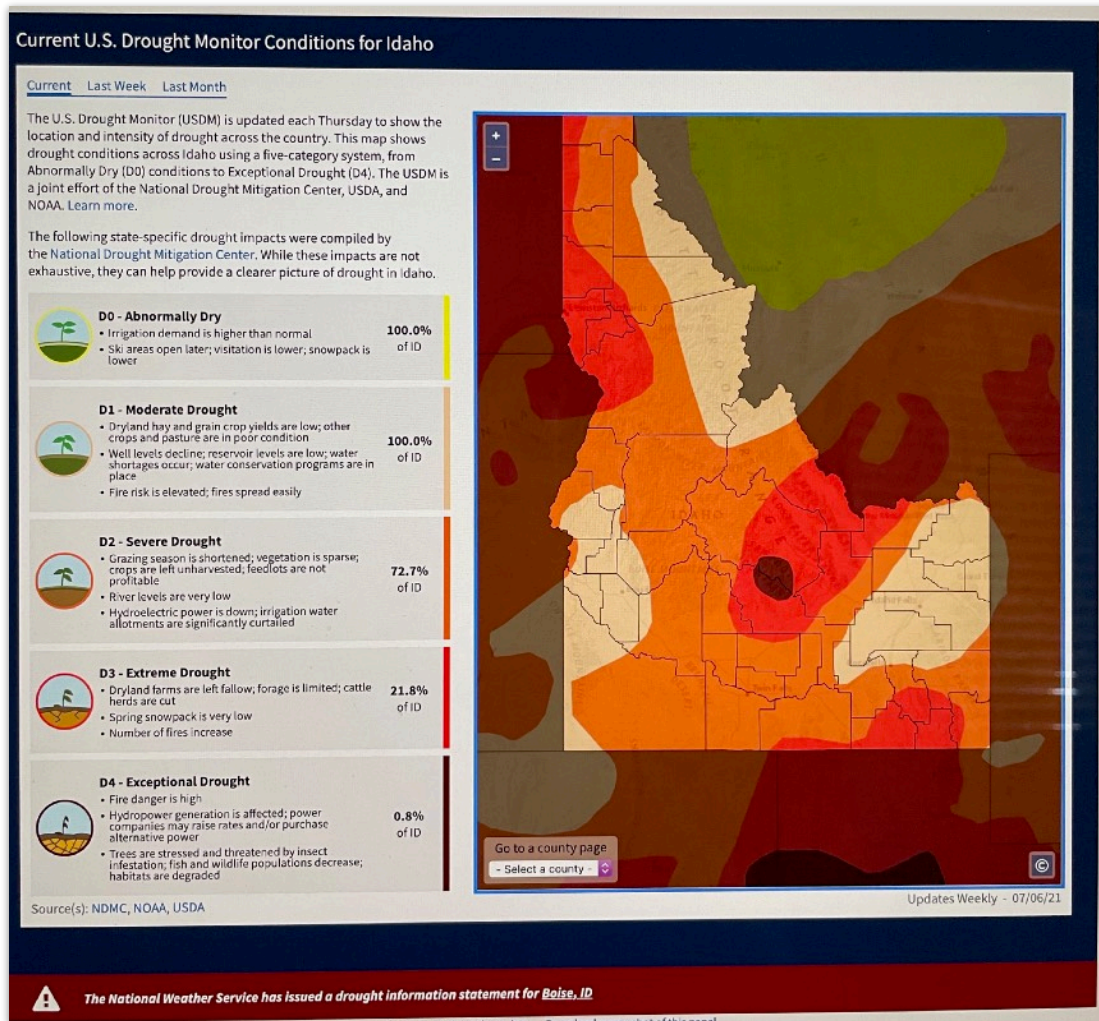 Current U.S. Drought Monitor Conditions for Idaho
Current Last Week Last Month
The U.S. Drought Monitor (USDM) is updated each Thursday to show the
location and intensity of drought across the country. This map shows
drought conditions across Idaho using a five-category system, from
Abnormally Dry (D0) conditions to Exceptional Drought (D4). The USDM is
a joint effort of the National Drought Mitigation Center, USDA, and
NOAA. Learn more.
The following state-specific drought impacts were compiled by
the National Drought Mitigation Center. While these impacts are not
exhaustive, they can help provide a clearer picture of drought in Idaho.
D0 - Abnormally Dry
• Irrigation demand is higher than normal
• Ski areas open later; visitation is lower; snowpack is
lower
100.0%
of ID
D1 - Moderate Drought
• Dryland hay and grain crop yields are low; other
crops and pasture are in poor condition
• Well levels decline; reservoir levels are low; water
shortages occur; water conservation programs are in
place
• Fire risk is elevated; fires spread easily
100.0%
of ID
D2 - Severe Drought
• Grazing season is shortened; vegetation is sparse;
crops are left unharvested; feedlots are not
profitable
• River levels are very low
• Hydroelectric power is down; irrigation water
allotments are significantly curtailed
72.7%
of ID
D3 - Extreme Drought
• Dryland farms are left fallow; forage is limited; cattle
herds are cut
• Spring snowpack is very low
• Number of fires increase
21.8%
of ID
D4 - Exceptional Drought
• Fire danger is high
• Hydropower generation is affected; power
companies may raise rates and/or purchase
alternative power
• Trees are stressed and threatened by insect
infestation; fish and wildlife populations decrease;
habitats are degraded
0.8%
of ID
Source(s): NDMC, NOAA, USDA
+
−
IDAHO
Twin Falls
Go to a county page
- Select a county -
©
Updates Weekly - 07/06/21
The National Weather Service has issued a drought information statement for Boise, ID